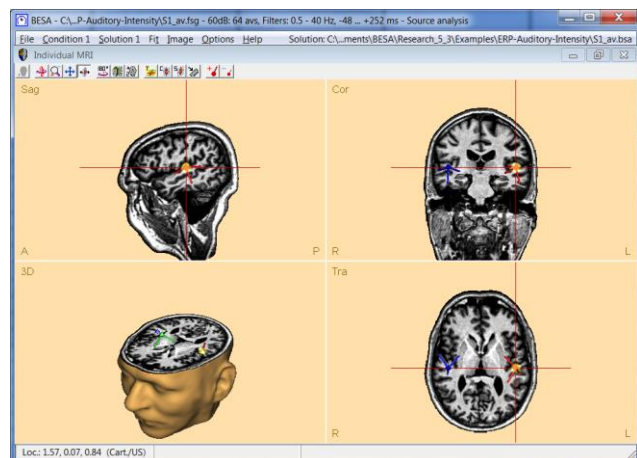 BESA - C:\...P-Auditory-Intensity\S1_av.fsg - 60dB: 64 avs, Filters: 0.5 - 40 Hz, -48 ... +252 ms - Source analysis
File Condition 1 Solution 1 Fit Image Options Help Solution: C:\...ments\BESA\Research_5_3\Examples\ERP-Auditory-Intensity\S1_av.bsa
Individual MRI
Sag
Cor
A
P
R
L
3D
Tra
R
L
Loc.: 1.57, 0.07, 0.84 (Cart./US)